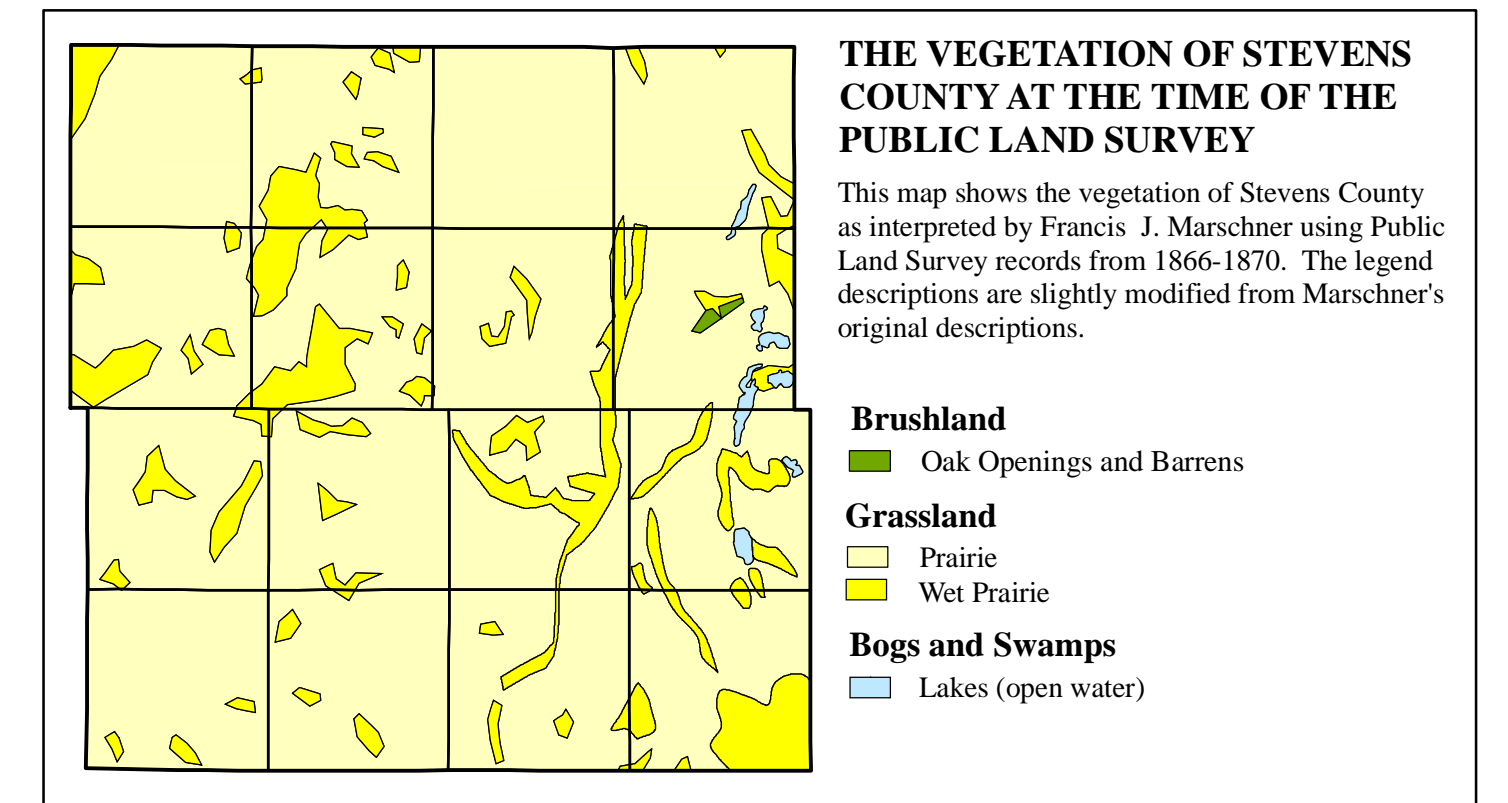 THE VEGETATION OF STEVENS
COUNTY AT THE TIME OF THE
PUBLIC LAND SURVEY
This map shows the vegetation of Stevens County
as interpreted by Francis J. Marschner using Public
Land Survey records from 1866-1870. The legend
descriptions are slightly modified from Marschner's
original descriptions.
Brushland
Oak Openings and Barrens
Grassland
Prairie
Wet Prairie
Bogs and Swamps
Lakes (open water)